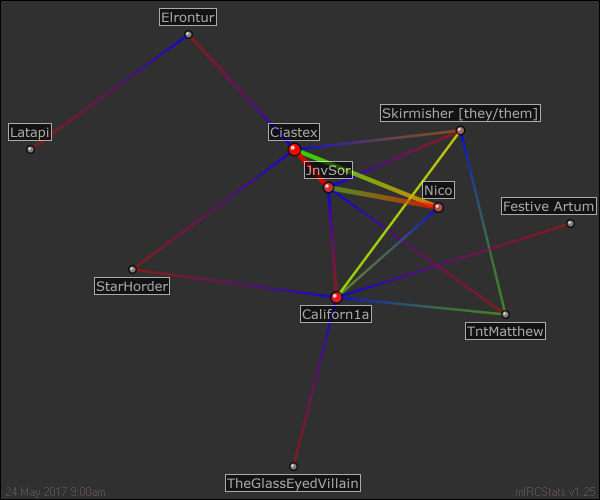 Elrontur
Skirmisher [they/them]
Latapi
Ciastex
JnvSor
Nico
Festive Artum
StarHorder
Californ1a
TntMatthew
TheGlassEyedVillain
24 May 2017 9:00am
mIRCStats v1.25